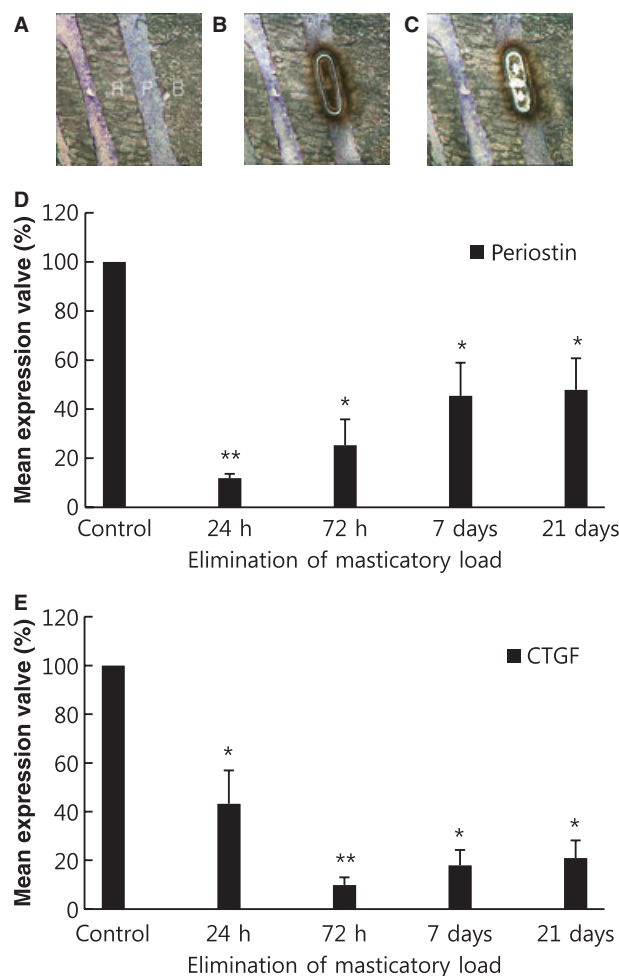 A
B
C
R P B
D
Mean expression valve (%)
120
100
80
60
40
20
0
Periostin
**
*
*
*
Control 24 h 72 h 7 days 21 days
Elimination of masticatory load
E
Mean expression valve (%)
120
100
80
60
40
20
0
CTGF
*
**
*
*
Control 24 h 72 h 7 days 21 days
Elimination of masticatory load